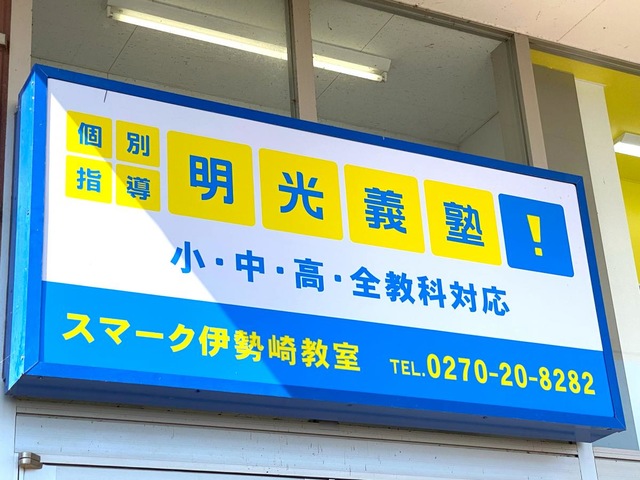 個別指導 明光義塾!
小・中・高・全教科対応
スマーク伊勢崎教室 TEL.0270-20-8282